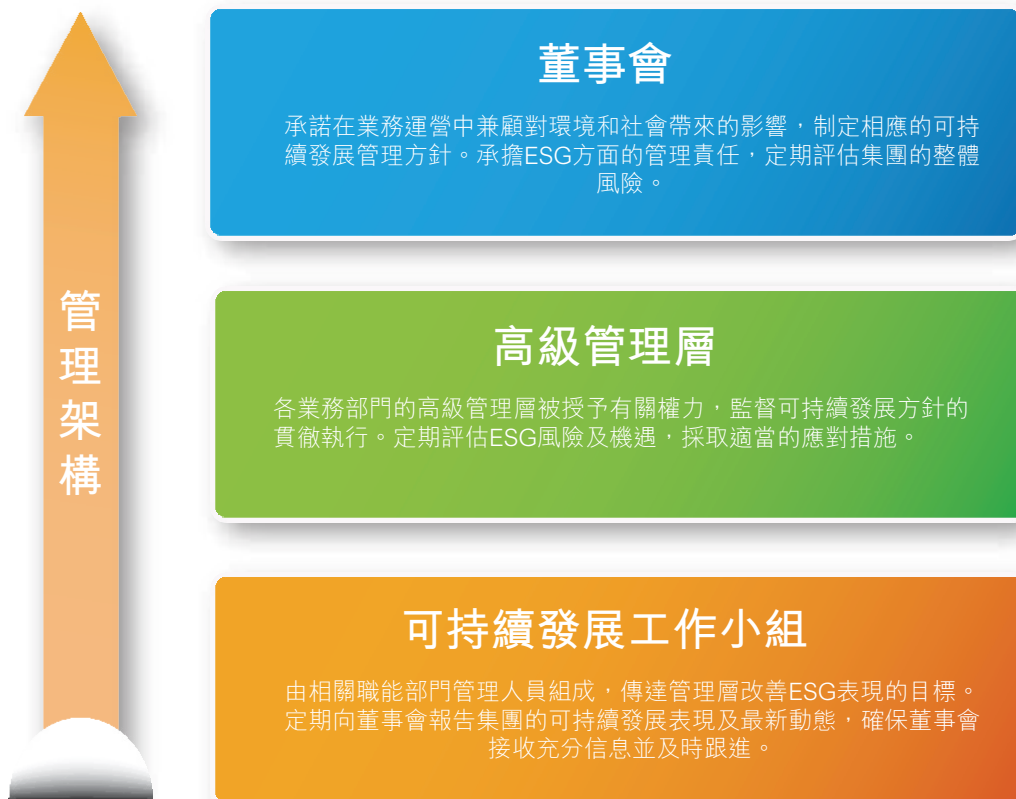 管理架構
董事會
承諾在業務運營中兼顧對環境和社會帶來的影響，制定相應的可持
續發展管理方針。承擔ESG方面的管理責任，定期評估集團的整體
風險。
高級管理層
各業務部門的高級管理層被授予有關權力，監督可持續發展方針的
貫徹執行。定期評估ESG風險及機遇，採取適當的應對措施。
可持續發展工作小組
由相關職能部門管理人員組成，傳達管理層改善ESG表現的目標。
定期向董事會報告集團的可持續發展表現及最新動態，確保董事會
接收充分信息並及時跟進。